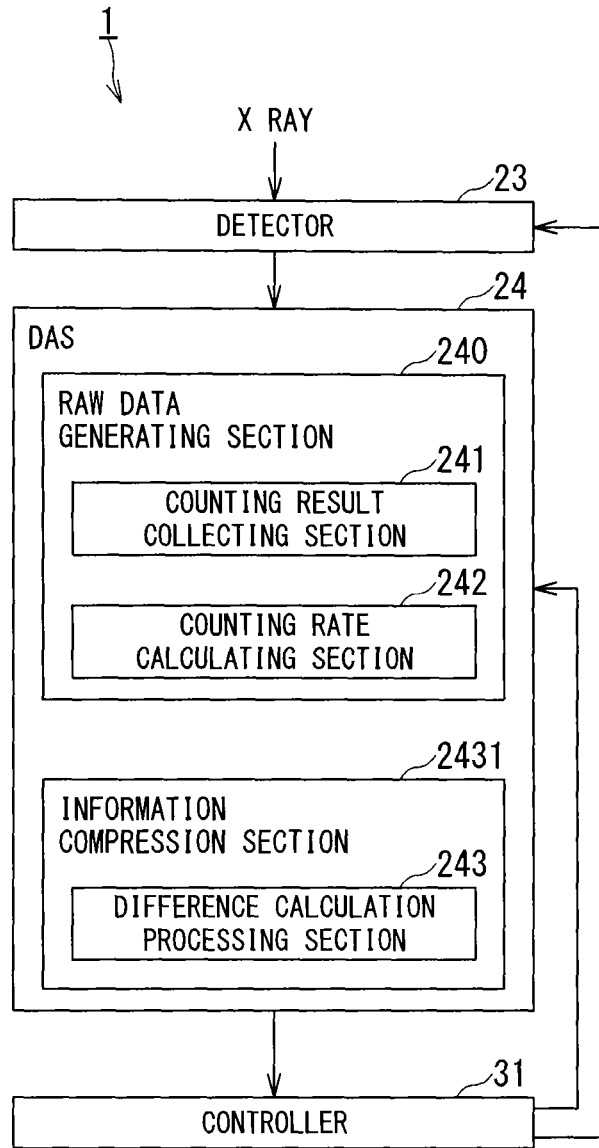 1
X RAY
23
DETECTOR
24
DAS
240
RAW DATA
GENERATING SECTION
241
COUNTING RESULT
COLLECTING SECTION
242
COUNTING RATE
CALCULATING SECTION
2431
INFORMATION
COMPRESSION SECTION
243
DIFFERENCE CALCULATION
PROCESSING SECTION
31
CONTROLLER